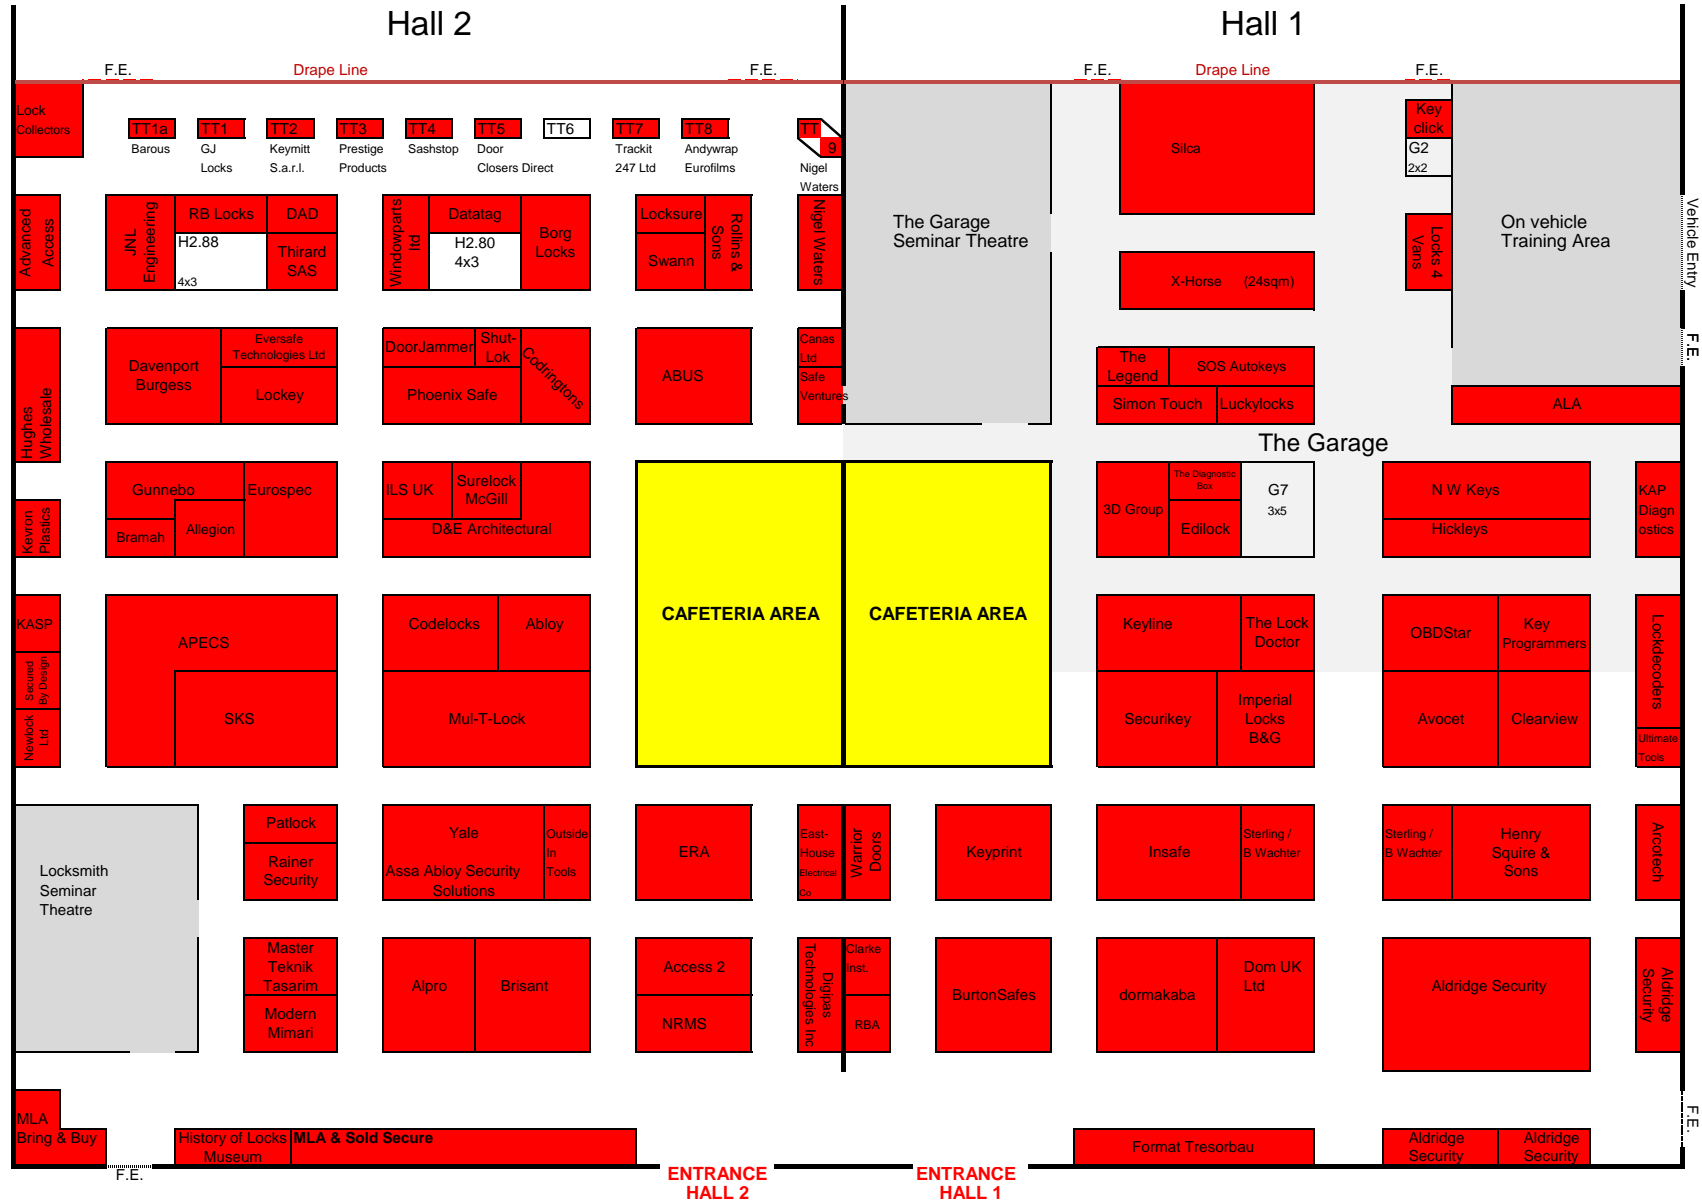 Hall 2
Hall 1
F.E.
Drape Line
F.E.
F.E.
Drape Line
F.E.
Lock
Collectors
TT1a
Barous
TT1
GJ
Locks
TT2
Keymitt
S.a.r.l.
TT3
Prestige
Products
TT4
Sashstop
TT5
Door
Closers Direct
TT6
TT7
Trackit
247 Ltd
TT8
Andywrap
Eurofilms
TT
9
Nigel
Waters
Silca
Key
click
G2
2x2
Advanced
Access
JNL
Engineering
RB Locks
DAD
H2.88
4x3
Thirard
SAS
Windowparts
ltd
Datatag
H2.80
4x3
Borg
Locks
Locksure
Swann
Rollins &
Sons
Nigel Waters
The Garage
Seminar Theatre
X-Horse (24sqm)
Locks 4
Vans
On vehicle
Training Area
Vehicle Entry
F.E.
Hughes
Wholesale
Davenport
Burgess
Eversafe
Technologies Ltd
Lockey
DoorJammer
Shut-
Lok
Phoenix Safe
Codringtons
ABUS
Canas
Ltd
Safe
Ventures
The
Legend
SOS Autokeys
Simon Touch
Luckylocks
ALA
The Garage
Kevron
Plastics
Gunnebo
Eurospec
Bramah
Allegion
ILS UK
Surelock
McGill
D&E Architectural
CAFETERIA AREA
CAFETERIA AREA
3D Group
The Diagnostic
Box
Edilock
G7
3x5
N W Keys
Hickleys
KAP
Diagn
ostics
KASP
Secured
By Design
Newlock
Ltd
APECS
SKS
Codelocks
Abloy
Mul-T-Lock
Keyline
The Lock
Doctor
Securikey
Imperial
Locks
B&G
OBDStar
Key
Programmers
Avocet
Clearview
Lockdecoders
Ultimate
Tools
Locksmith
Seminar
Theatre
Patlock
Rainer
Security
Yale
Assa Abloy Security
Solutions
Outside
In
Tools
ERA
East-
House
Electrical
Co
Warrior
Doors
Keyprint
Insafe
Sterling /
B Wachter
Sterling /
B Wachter
Henry
Squire &
Sons
Arcotech
Master
Teknik
Tasarim
Modern
Mimari
Alpro
Brisant
Access 2
NRMS
Digipas
Technologies Inc
Clarke
Inst.
RBA
BurtonSafes
dormakaba
Dom UK
Ltd
Aldridge Security
Aldridge
Security
MLA
Bring & Buy
F.E.
History of Locks
Museum
MLA & Sold Secure
ENTRANCE
HALL 2
ENTRANCE
HALL 1
Format Tresorbau
Aldridge
Security
Aldridge
Security
F.E.